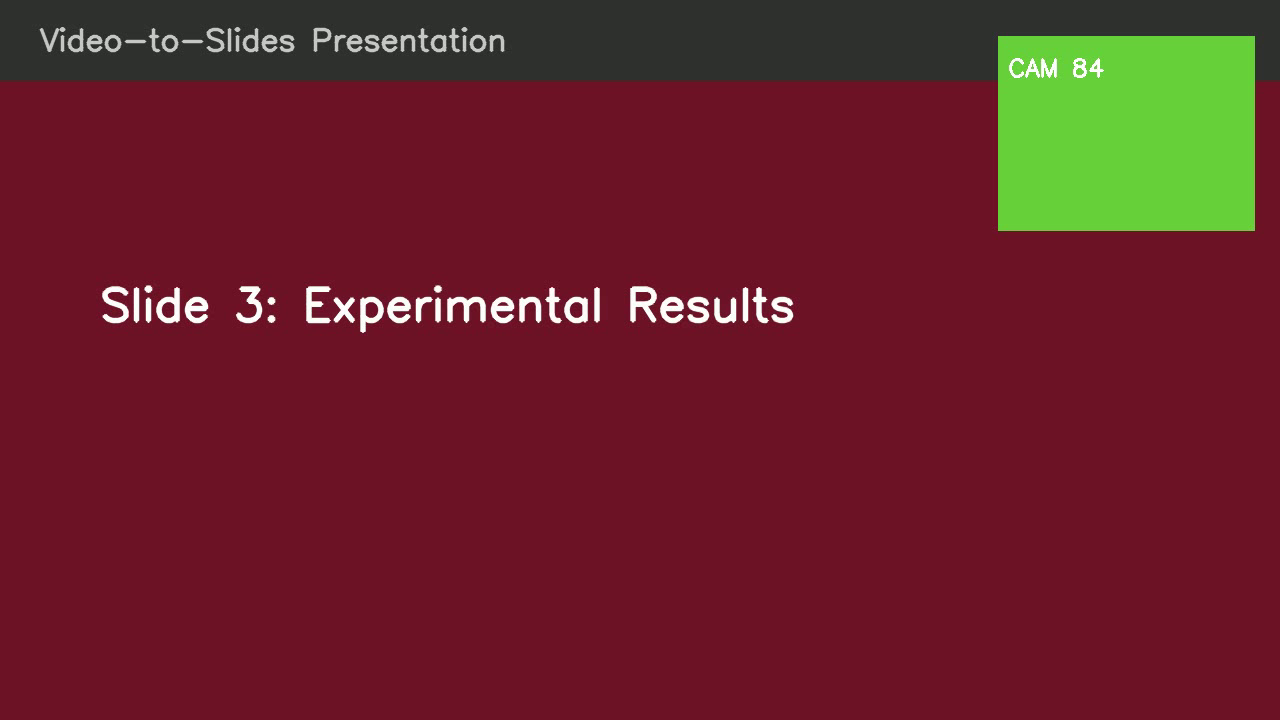 Video-to-Slides Presentation
CAM 84
Slide 3: Experimental Results